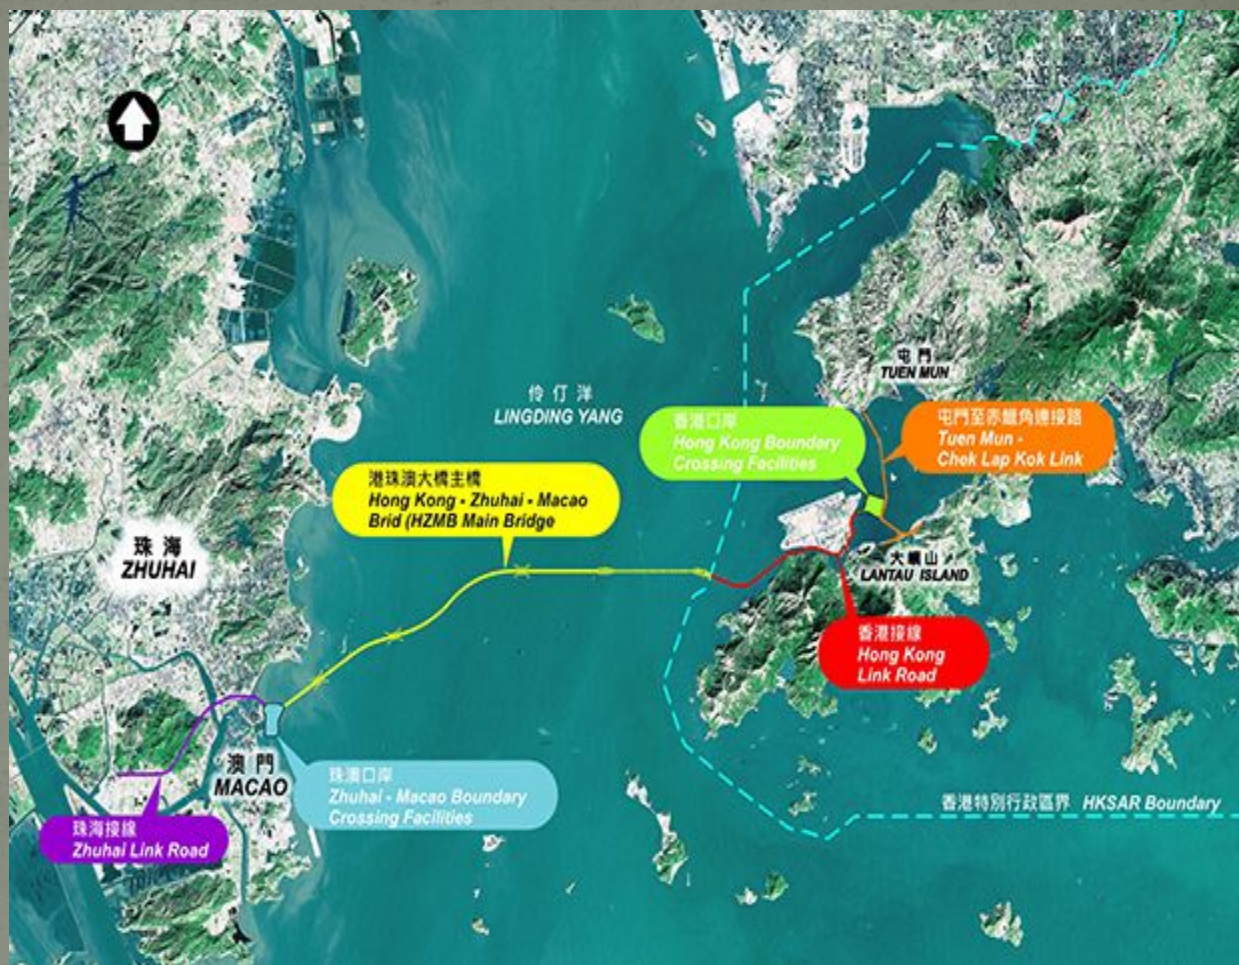 屯門
TUEN MUN
伶仃洋
LINGDING YANG
香港口岸
Hong Kong Boundary
Crossing Facilities
屯門至赤鱲角連接路
Tuen Mun -
Chek Lap Kok Link
港珠澳大橋主橋
Hong Kong - Zhuhai - Macao
Brid (HZMB Main Bridge
珠海
ZHUHAI
大嶼山
LANTAU ISLAND
香港接線
Hong Kong
Link Road
澳門
MACAO
珠澳口岸
Zhuhai - Macao Boundary
Crossing Facilities
香港特別行政區界 HKSAR Boundary
珠海接線
Zhuhai Link Road